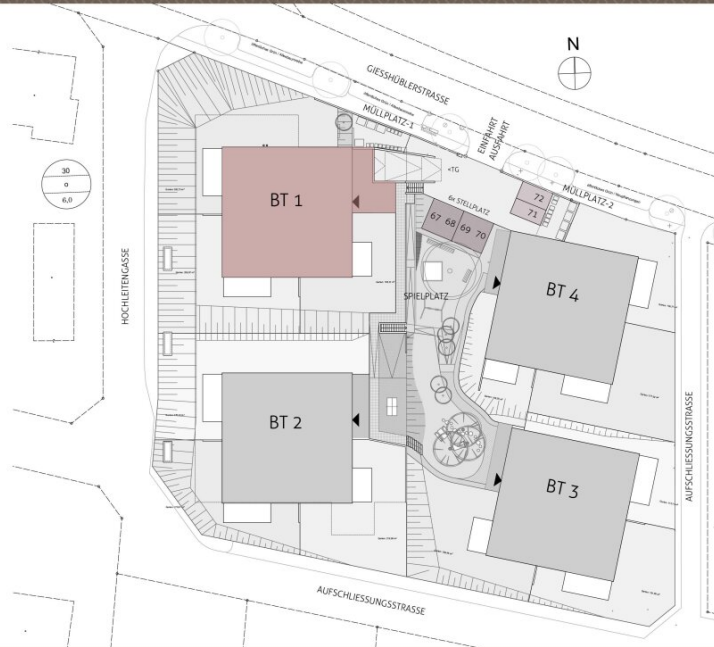 N
GIESSHÜBLERSTRASSE
MÜLLPLATZ-1
EINFAHRT
AUSFAHRT
<TG
MÜLLPLATZ-2
72
71
6x STELLPLATZ
67 68 69 70
30
o
6,0
BT 1
HOCHLEITENGASSE
SPIELPLATZ
BT 4
BT 2
BT 3
AUFSCHLIESSUNGSSTRASSE
AUFSCHLIESSUNGSSTRASSE